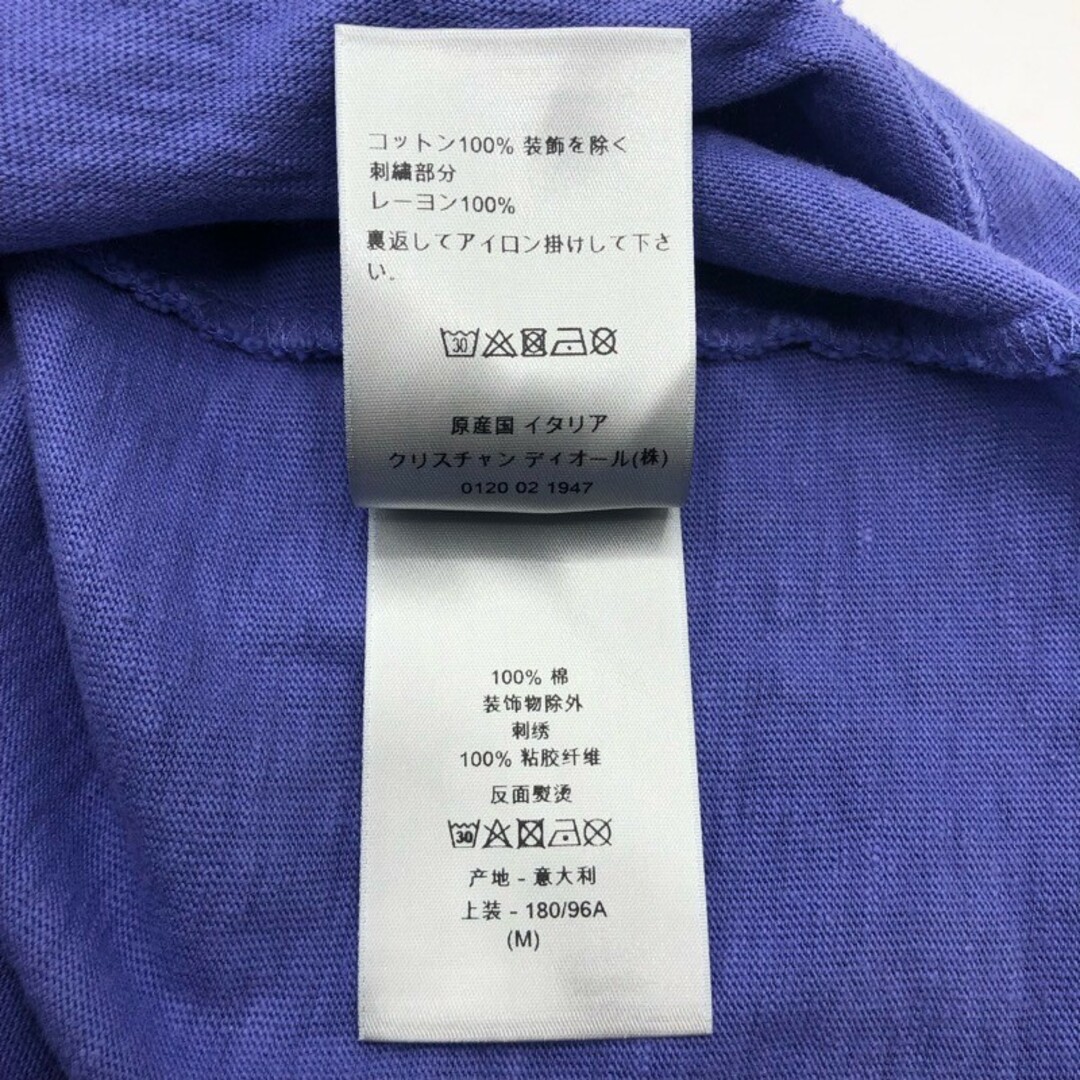 コットン100% 装飾を除く
刺繍部分
レーヨン100%
裏返してアイロン掛けして下さ
い.
30
原産国 イタリア
クリスチャン ディオール(株)
0120 02 1947
100% 棉
装饰物除外
刺绣
100% 粘胶纤维
反面熨烫
30
产地 - 意大利
上装 - 180/96A
(M)